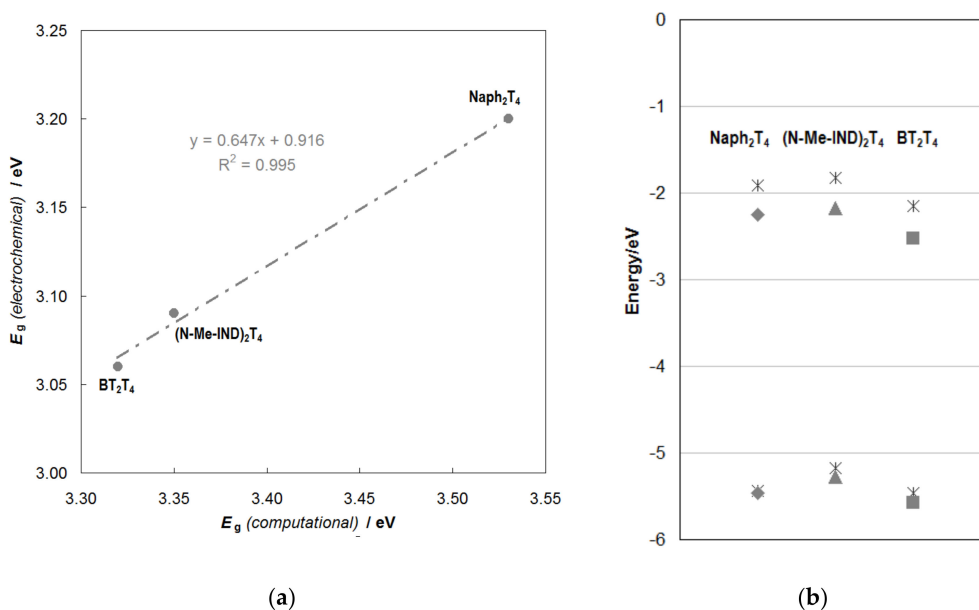 3.25
3.20
3.15
3.10
3.05
3.00
3.30
3.35
3.40
3.45
3.50
3.55
E g (electrochemical) / eV
E g (computational) / eV
y = 0.647x + 0.916
R² = 0.995
Naph₂T₄
(N-Me-IND)₂T₄
BT₂T₄
(a)
0
-1
-2
-3
-4
-5
-6
Energy/eV
Naph₂T₄ (N-Me-IND)₂T₄ BT₂T₄
(b)